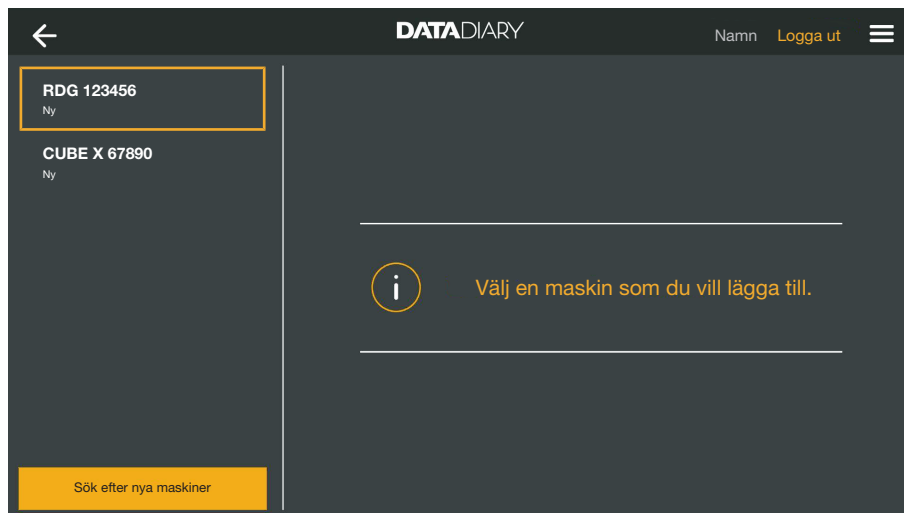 DATADIARY
Namn Logga ut
RDG 123456
Ny
CUBE X 67890
Ny
i
Välj en maskin som du vill lägga till.
Sök efter nya maskiner